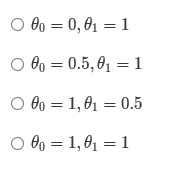 θ₀ = 0, θ₁ = 1
θ₀ = 0.5, θ₁ = 1
θ₀ = 1, θ₁ = 0.5
θ₀ = 1, θ₁ = 1